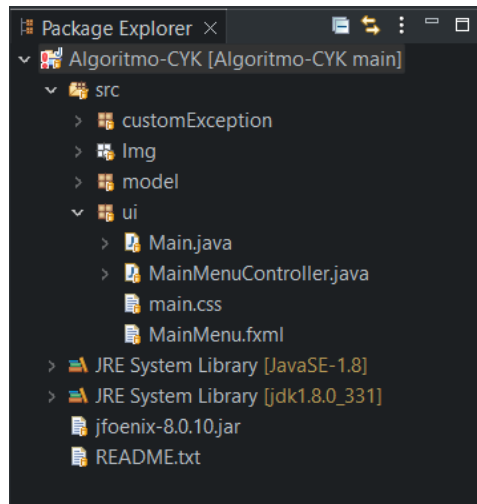 Package Explorer
Algoritmo-CYK [Algoritmo-CYK main]
src
customException
Img
model
ui
Main.java
MainMenuController.java
main.css
MainMenu.fxml
JRE System Library [JavaSE-1.8]
JRE System Library [jdk1.8.0_331]
jfoenix-8.0.10.jar
README.txt